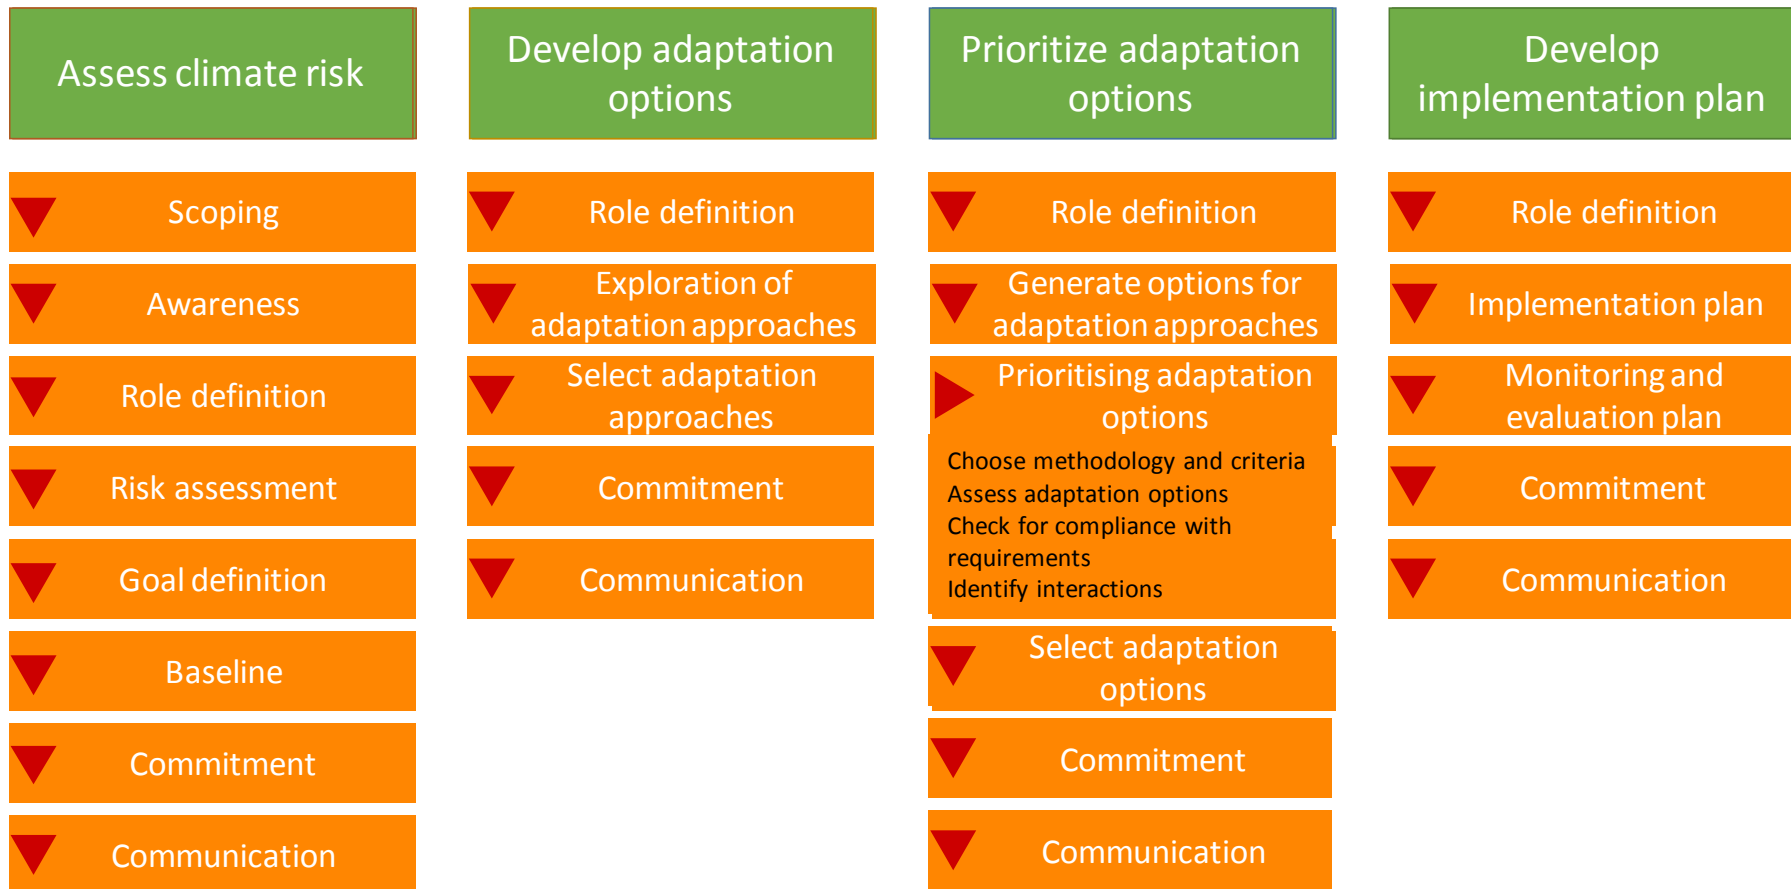 Assess climate risk
Scoping
Awareness
Role definition
Risk assessment
Goal definition
Baseline
Commitment
Communication
Develop adaptation
options
Role definition
Exploration of
adaptation approaches
Select adaptation
approaches
Commitment
Communication
Prioritize adaptation
options
Role definition
Generate options for
adaptation approaches
Prioritising adaptation
options
Choose methodology and criteria
Assess adaptation options
Check for compliance with
requirements
Identify interactions
Select adaptation
options
Commitment
Communication
Develop
implementation plan
Role definition
Implementation plan
Monitoring and
evaluation plan
Commitment
Communication